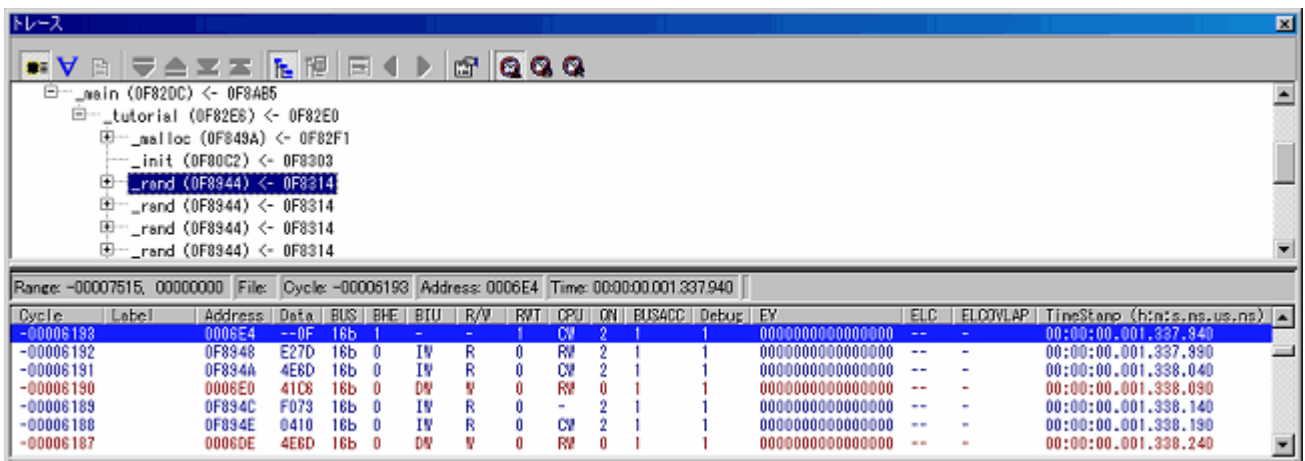 トレース
_main (0F82DC) <- 0F8AB5
_tutorial (0F82E6) <- 0F82E0
_malloc (0F849A) <- 0F82F1
_init (0F80C2) <- 0F8303
_rand (0F8944) <- 0F8314
_rand (0F8944) <- 0F8314
_rand (0F8944) <- 0F8314
_rand (0F8944) <- 0F8314
Range: -00007515, 00000000 File: Cycle: -00006193 Address: 0006E4 Time: 00:00:00.001.337.940
Cycle Label Address Data BUS BHE BIU R/W RWT CPU QN BUSACC Debug EV ELC ELCOVLAP TimeStamp (h:m:s.ms.us.ns)
-00006193 0006E4 --0F 16b 1 - - 1 CW 2 1 1 0000000000000000 -- - 00:00:00.001.337.940
-00006192 0F8948 E27D 16b 0 IW R 0 RW 2 1 1 0000000000000000 -- - 00:00:00.001.337.990
-00006191 0F894A 4E6D 16b 0 IW R 0 CW 2 1 1 0000000000000000 -- - 00:00:00.001.338.040
-00006190 0006E0 41C6 16b 0 DW W 0 RW 0 1 1 0000000000000000 -- - 00:00:00.001.338.090
-00006189 0F894C F073 16b 0 IW R 0 - 2 1 1 0000000000000000 -- - 00:00:00.001.338.140
-00006188 0F894E 0410 16b 0 IW R 0 CW 2 1 1 0000000000000000 -- - 00:00:00.001.338.190
-00006187 0006DE 4E6D 16b 0 DW W 0 RW 0 1 1 0000000000000000 -- - 00:00:00.001.338.240